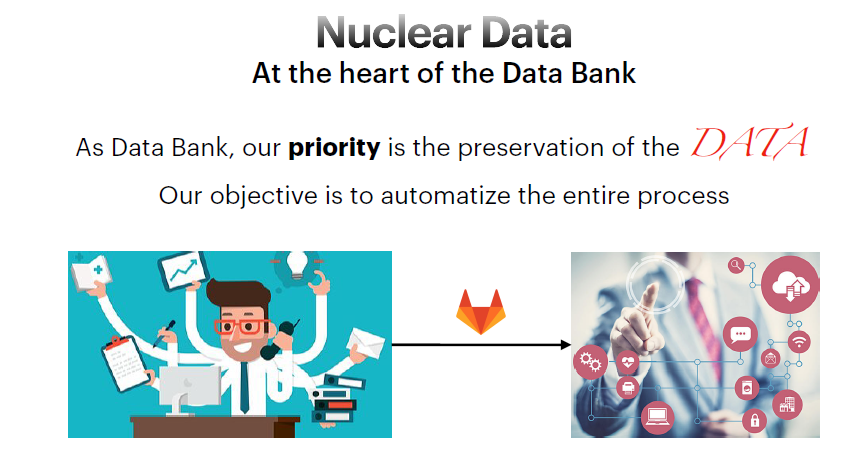 Nuclear Data
At the heart of the Data Bank
As Data Bank, our priority is the preservation of the DATA
Our objective is to automatize the entire process